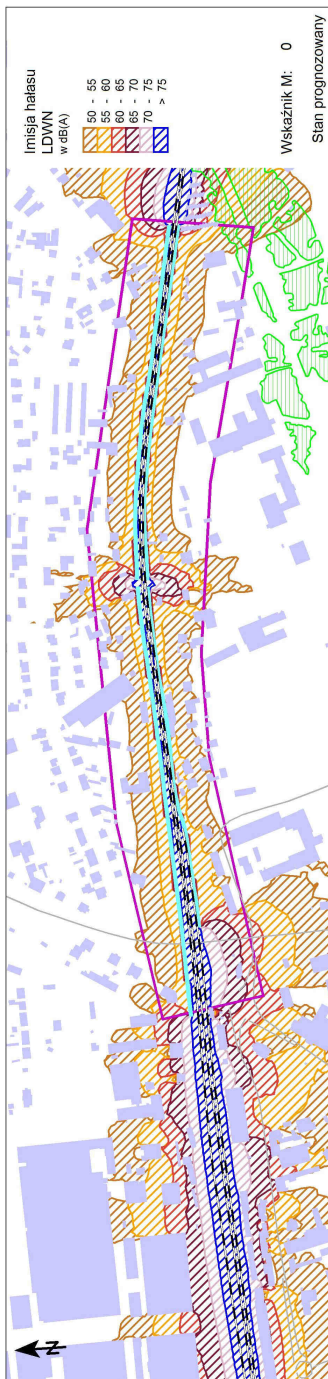 Imisja hałasu
LDWN
w dB(A)
50 - 55
55 - 60
60 - 65
65 - 70
70 - 75
> 75
Wskaźnik M: 0
Stan prognozowany
N